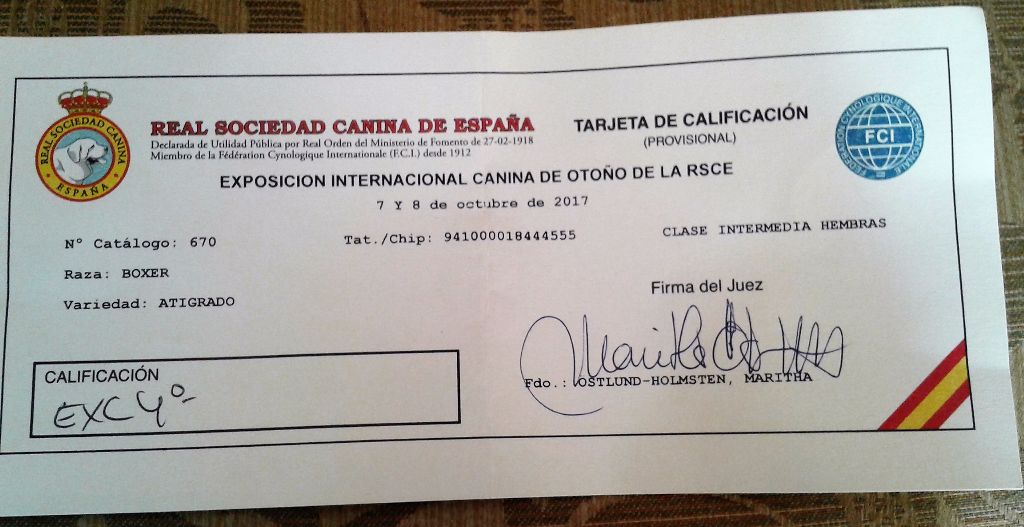 REAL SOCIEDAD CANINA
ESPAÑA
REAL SOCIEDAD CANINA DE ESPAÑA
Declarada de Utilidad Pública por Real Orden del Ministerio de Fomento de 27-02-1918
Miembro de la Fédération Cynologique Internationale (F.C.I.) desde 1912
TARJETA DE CALIFICACIÓN
(PROVISIONAL)
FEDERATION CYNOLOGIQUE INTERNATIONALE
FCI
EXPOSICION INTERNACIONAL CANINA DE OTOÑO DE LA RSCE
7 Y 8 de octubre de 2017
Nº Catálogo: 670
Tat./Chip: 941000018444555
CLASE INTERMEDIA HEMBRAS
Raza: BOXER
Variedad: ATIGRADO
Firma del Juez
Fdo.: OSTLUND-HOLMSTEN, MARITHA
CALIFICACIÓN
EXC 4º